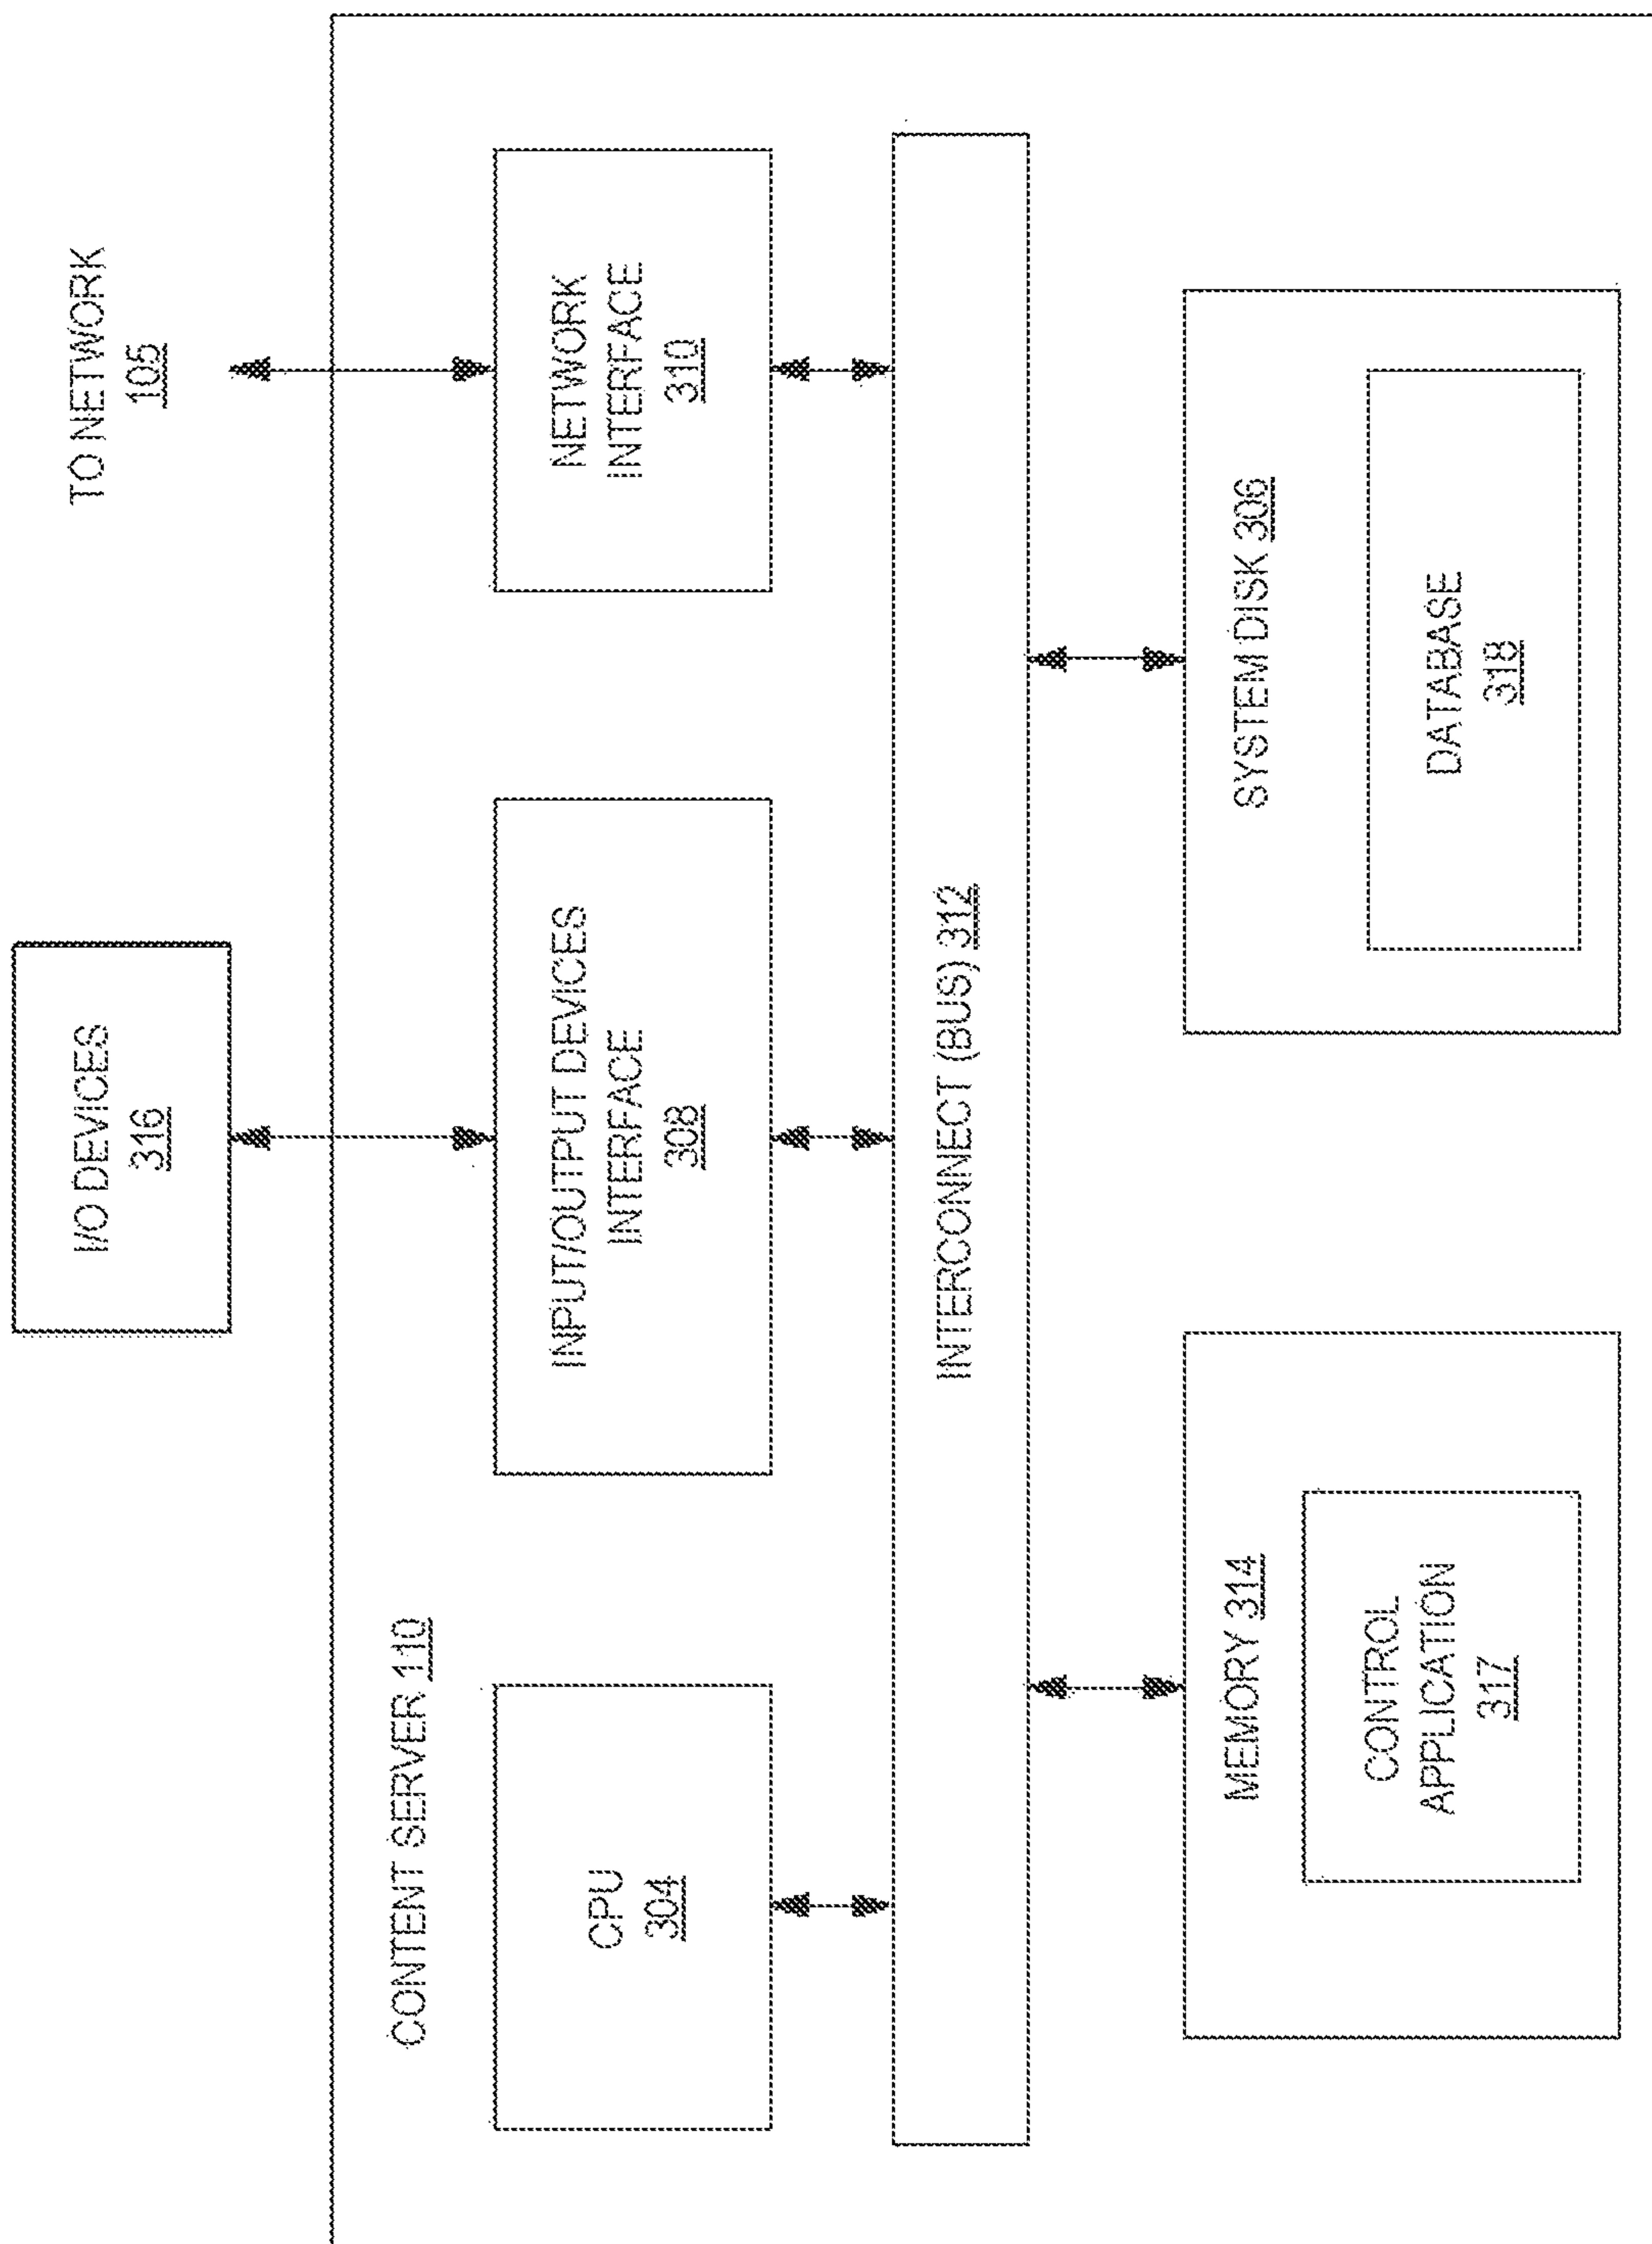 I/O DEVICES
316
TO NETWORK
105
CONTENT SERVER 110
CPU
304
INPUT/OUTPUT DEVICES
INTERFACE
308
NETWORK
INTERFACE
310
INTERCONNECT (BUS) 312
MEMORY 314
CONTROL
APPLICATION
317
SYSTEM DISK 306
DATABASE
318